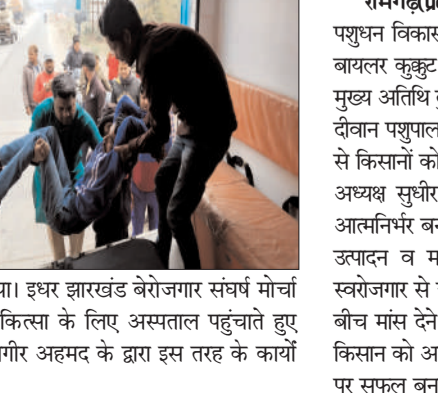 या। इधर झारखंड बेरोजगार संघर्ष मोर्चा
कित्सा के लिए अस्पताल पहुंचाते हुए
गीर अहमद के द्वारा इस तरह के कार्यो
रामगढ़(प्र
पशुधन विकास
बायलर कुक्कुट
मुख्य अतिथि
दीवान पशुपाल
से किसानों को
अध्यक्ष सुधीर
आत्मनिर्भर बन
उत्पादन व म
स्वरोजगार से
बीच मांस देने
किसान को अ
पर सफल बन